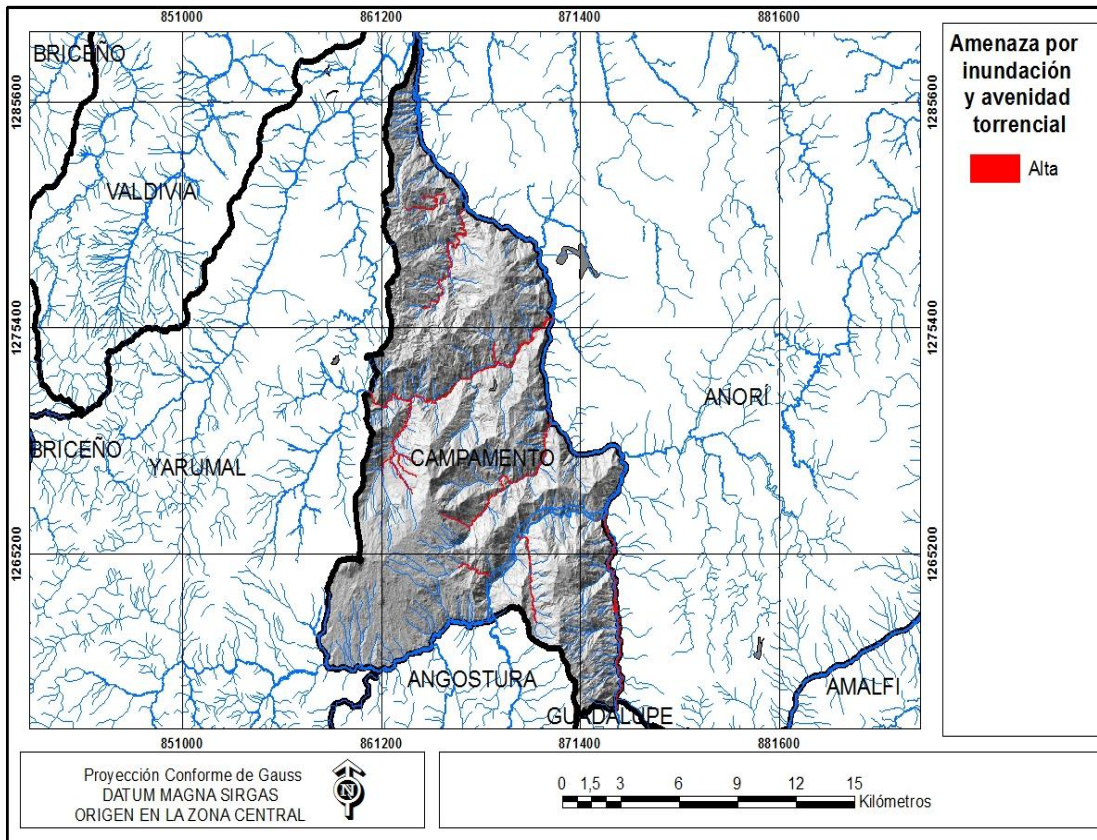 851000 861200 871400 881600
BRICEÑO
1285600
1285600
VALDIVIA
1275400
1275400
ANORÍ
BRICEÑO
YARUMAL
CAMPAMENTO
1265200
1265200
ANGOSTURA
AMALFI
GUADALUPE
851000 861200 871400 881600
Amenaza por
inundación
y avenidad
torrencial
Alta
Proyección Conforme de Gauss
DATUM MAGNA SIRGAS
ORIGEN EN LA ZONA CENTRAL
N
0 1,5 3 6 9 12 15
Kilómetros